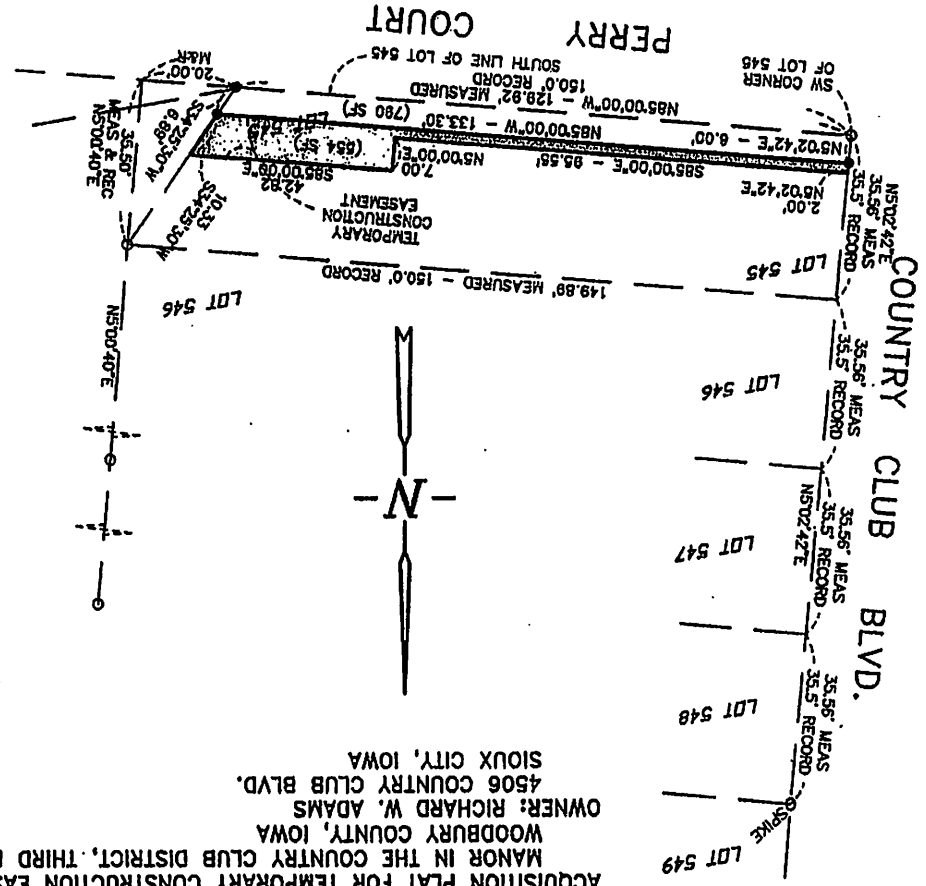 ACQUISITION PLAT FOR TEMPORARY CONSTRUCTION EAS
MANOR IN THE COUNTRY CLUB DISTRICT, THIRD
WOODBURY COUNTY, IOWA
OWNER: RICHARD W. ADAMS
4506 COUNTRY CLUB BLVD.
SIOUX CITY, IOWA
LOT 549
SPIKE
LOT 548
35.56' MEAS
35.5' RECORD
LOT 547
35.56' MEAS
35.5' RECORD
N5°02'42"E
LOT 546
35.56' MEAS
35.5' RECORD
COUNTRY CLUB BLVD.
-N-
N5°00'40"E
LOT 546
149.89' MEASURED - 150.0' RECORD
LOT 545
N5°02'42"E
35.56' MEAS
35.5' RECORD
TEMPORARY
CONSTRUCTION
EASEMENT
10.33
S34°25'30"W
42.82
S85°00'09"E
(854 SF)
7.00'
N5°00'00"E
2.00'
N5°02'42"E
S85°00'00"E - 95.55'
N5°02'42"E - 6.00'
N85°00'00"W - 133.30' (790 SF)
6.89'
S34°25'30"W
35.50'
N5°00'40"E
MEAS & REC
N85°00'00"W - 129.92' MEASURED
150.0' RECORD
SOUTH LINE OF LOT 545
SW CORNER
OF LOT 545
20.00'
M&R
PERRY COURT